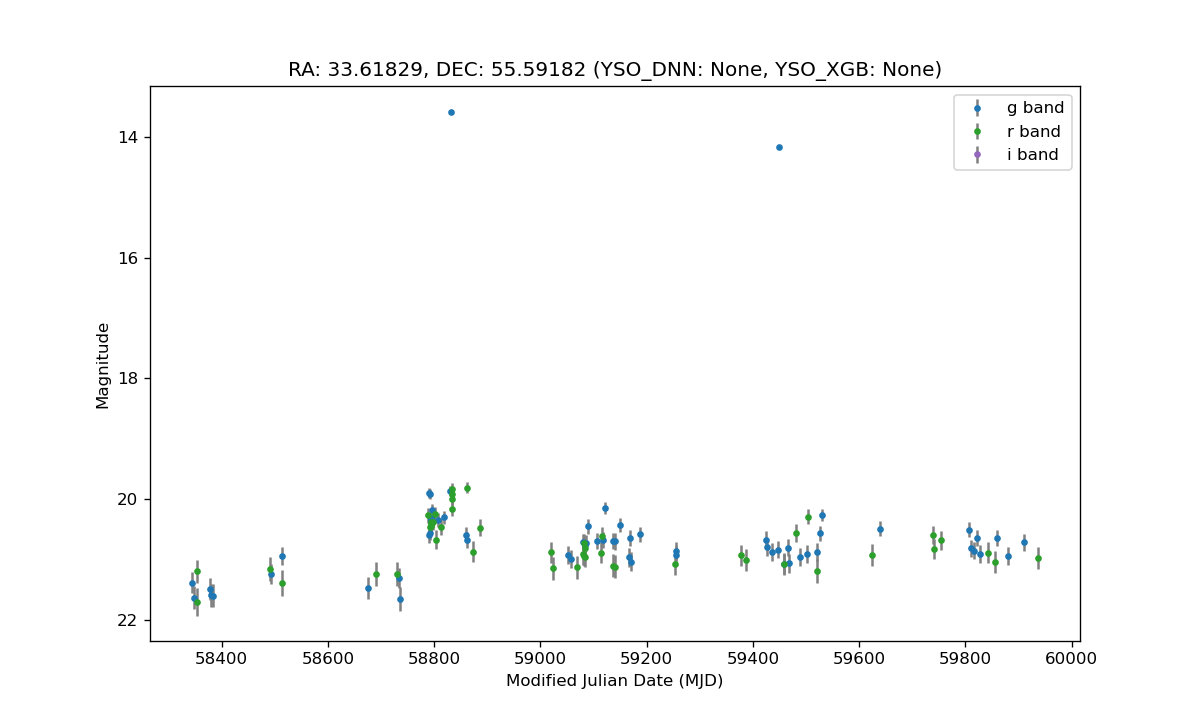 RA: 33.61829, DEC: 55.59182 (YSO_DNN: None, YSO_XGB: None)
g band
r band
i band
14
16
18
20
22
Magnitude
58400 58600 58800 59000 59200 59400 59600 59800 60000
Modified Julian Date (MJD)